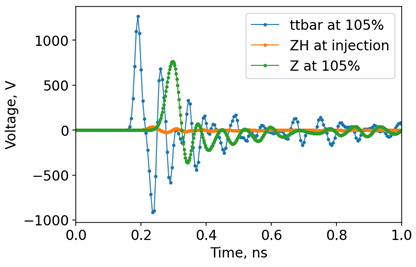 1000
500
0
−500
−1000
Voltage, V
ttbar at 105%
ZH at injection
Z at 105%
0.0 0.2 0.4 0.6 0.8 1.0
Time, ns